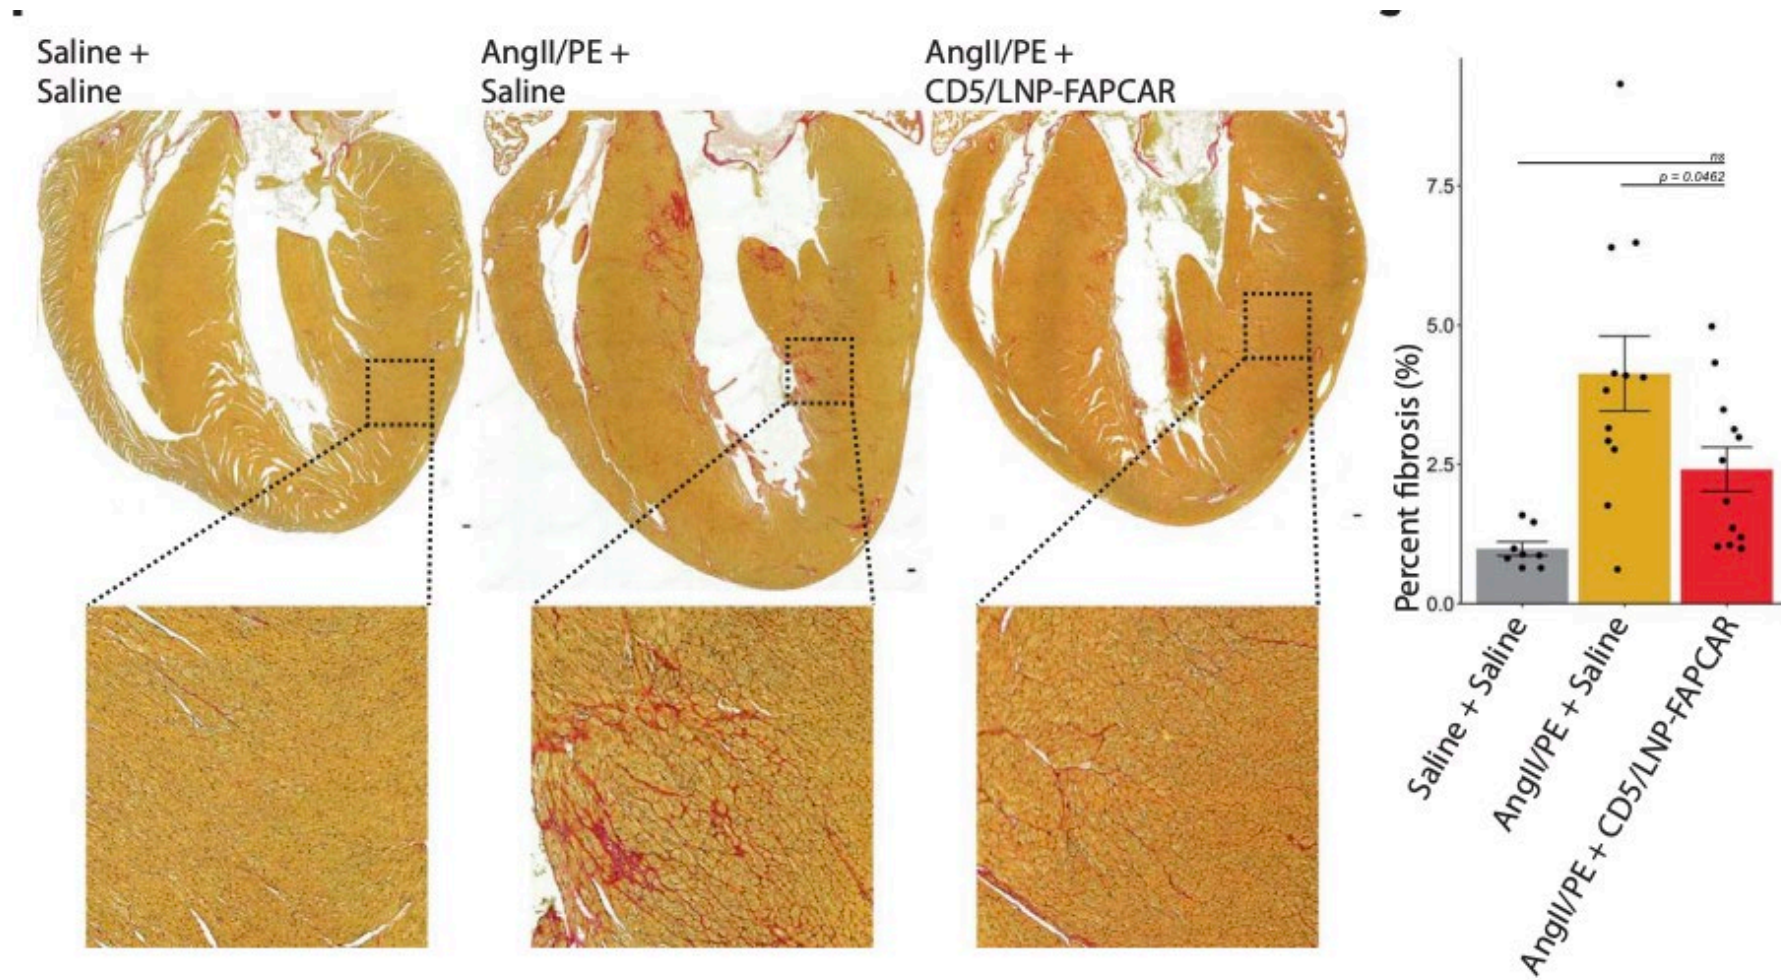 Saline +
Saline
AngII/PE +
Saline
AngII/PE +
CD5/LNP-FAPCAR
Percent fibrosis (%)
7.5
5.0
2.5
0.0
ns
p = 0.0462
Saline + Saline
AngII/PE + Saline
AngII/PE + CD5/LNP-FAPCAR